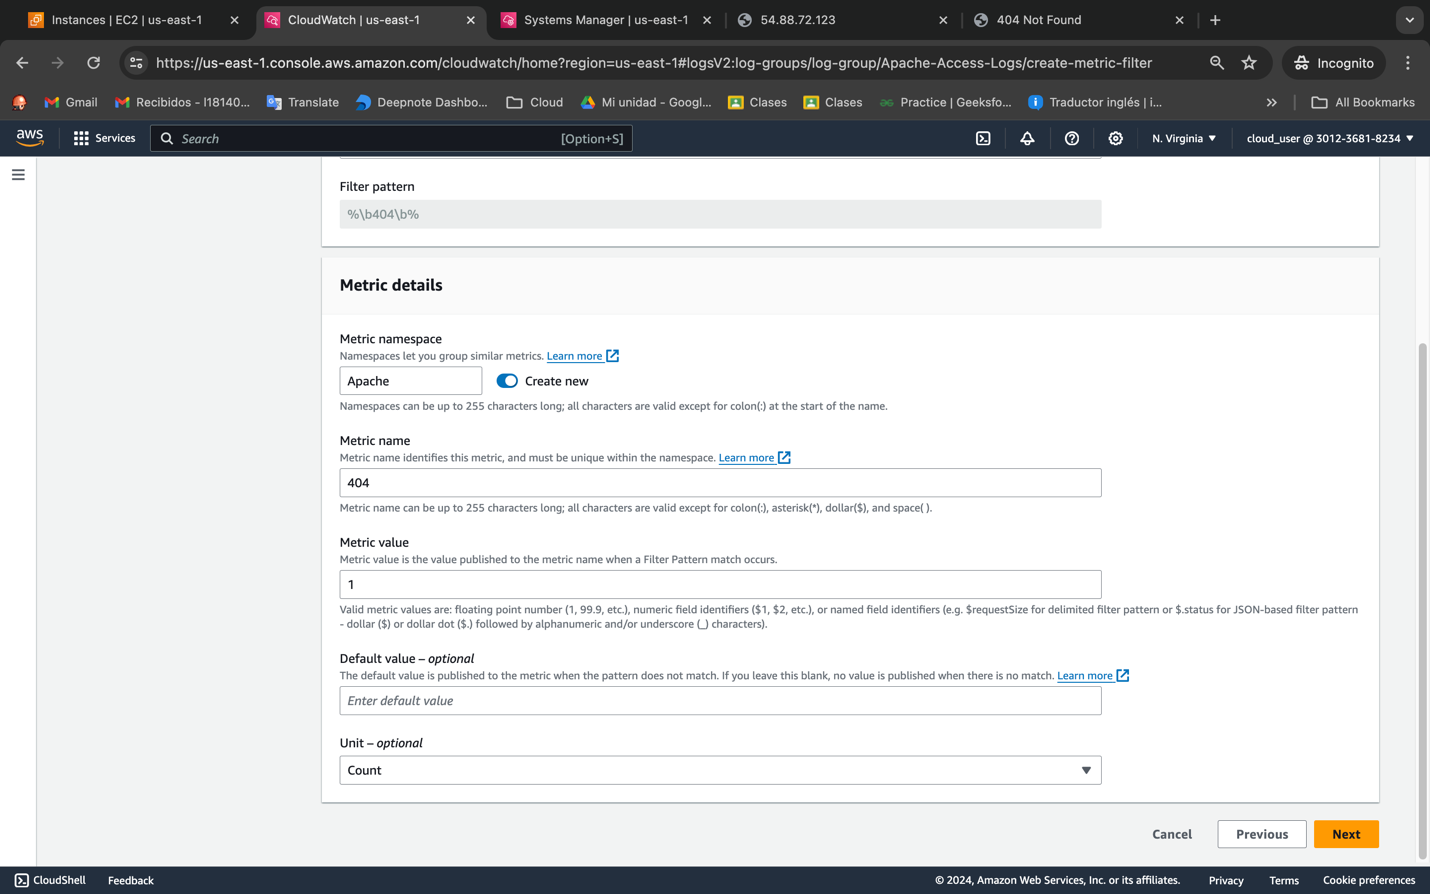 Instances | EC2 | us-east-1
CloudWatch | us-east-1
Systems Manager | us-east-1
54.88.72.123
404 Not Found
https://us-east-1.console.aws.amazon.com/cloudwatch/home?region=us-east-1#logsV2:log-groups/log-group/Apache-Access-Logs/create-metric-filter
Incognito
Gmail
Recibidos - l18140...
Translate
Deepnote Dashbo...
Cloud
Mi unidad - Googl...
Clases
Clases
Practice | Geeksfo...
Traductor inglés | i...
All Bookmarks
aws
Services
Search
[Option+S]
N. Virginia
cloud_user @ 3012-3681-8234
Filter pattern
%\b404\b%
Metric details
Metric namespace
Namespaces let you group similar metrics. Learn more
Apache
Create new
Namespaces can be up to 255 characters long; all characters are valid except for colon(:) at the start of the name.
Metric name
Metric name identifies this metric, and must be unique within the namespace. Learn more
404
Metric name can be up to 255 characters long; all characters are valid except for colon(:), asterisk(*), dollar($), and space( ).
Metric value
Metric value is the value published to the metric name when a Filter Pattern match occurs.
1
Valid metric values are: floating point number (1, 99.9, etc.), numeric field identifiers ($1, $2, etc.), or named field identifiers (e.g. $requestSize for delimited filter pattern or $.status for JSON-based filter pattern
- dollar ($) or dollar dot ($.) followed by alphanumeric and/or underscore (_) characters).
Default value – optional
The default value is published to the metric when the pattern does not match. If you leave this blank, no value is published when there is no match. Learn more
Enter default value
Unit – optional
Count
Cancel
Previous
Next
CloudShell
Feedback
© 2024, Amazon Web Services, Inc. or its affiliates.
Privacy
Terms
Cookie preferences